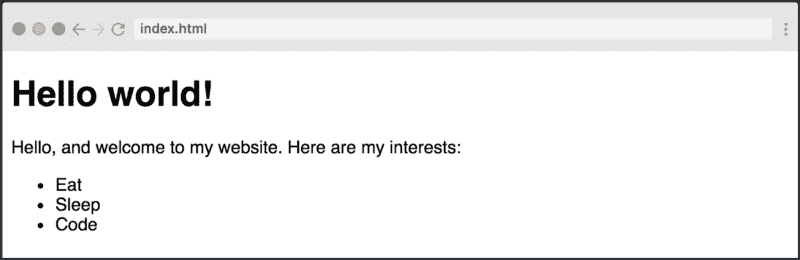 index.html
Hello world!
Hello, and welcome to my website. Here are my interests:
Eat
Sleep
Code